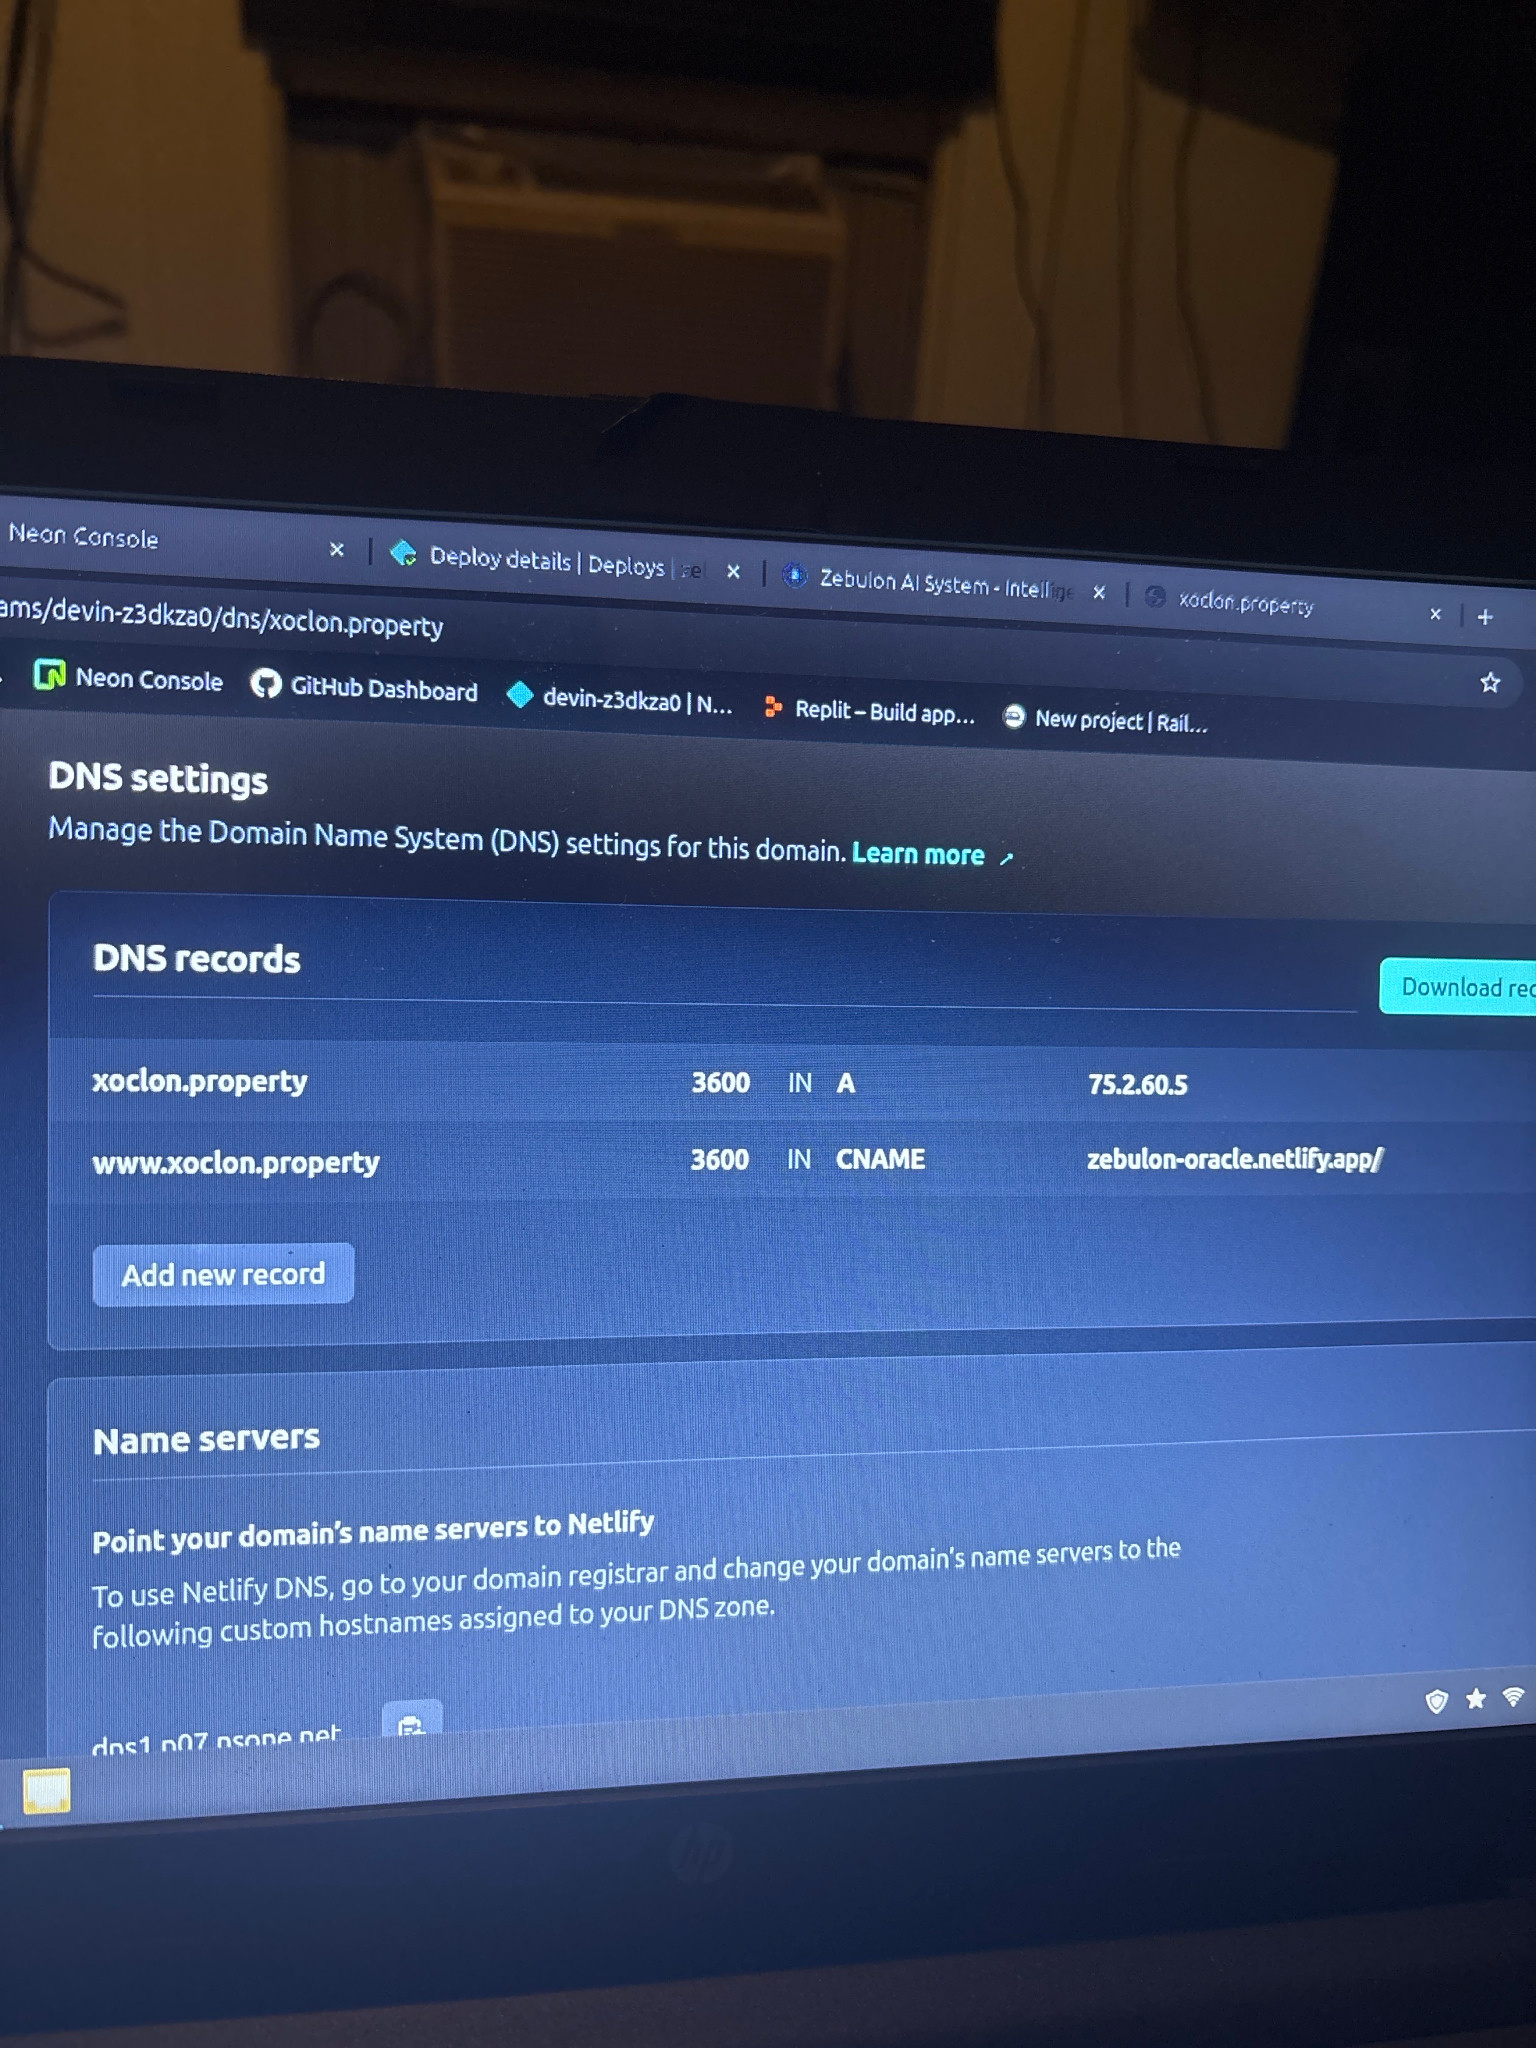 Neon Console
Deploy details | Deploys |
Zebulon AI System - Intellige
xoclon.property
ams/devin-z3dkza0/dns/xoclon.property
Neon Console
GitHub Dashboard
devin-z3dkza0 | N...
Replit – Build app...
New project | Rail...
DNS settings
Manage the Domain Name System (DNS) settings for this domain. Learn more ↗
DNS records
Download rec
xoclon.property 3600 IN A 75.2.60.5
www.xoclon.property 3600 IN CNAME zebulon-oracle.netlify.app/
Add new record
Name servers
Point your domain's name servers to Netlify
To use Netlify DNS, go to your domain registrar and change your domain's name servers to the
following custom hostnames assigned to your DNS zone.
dns1.p07.nsone.net
hp